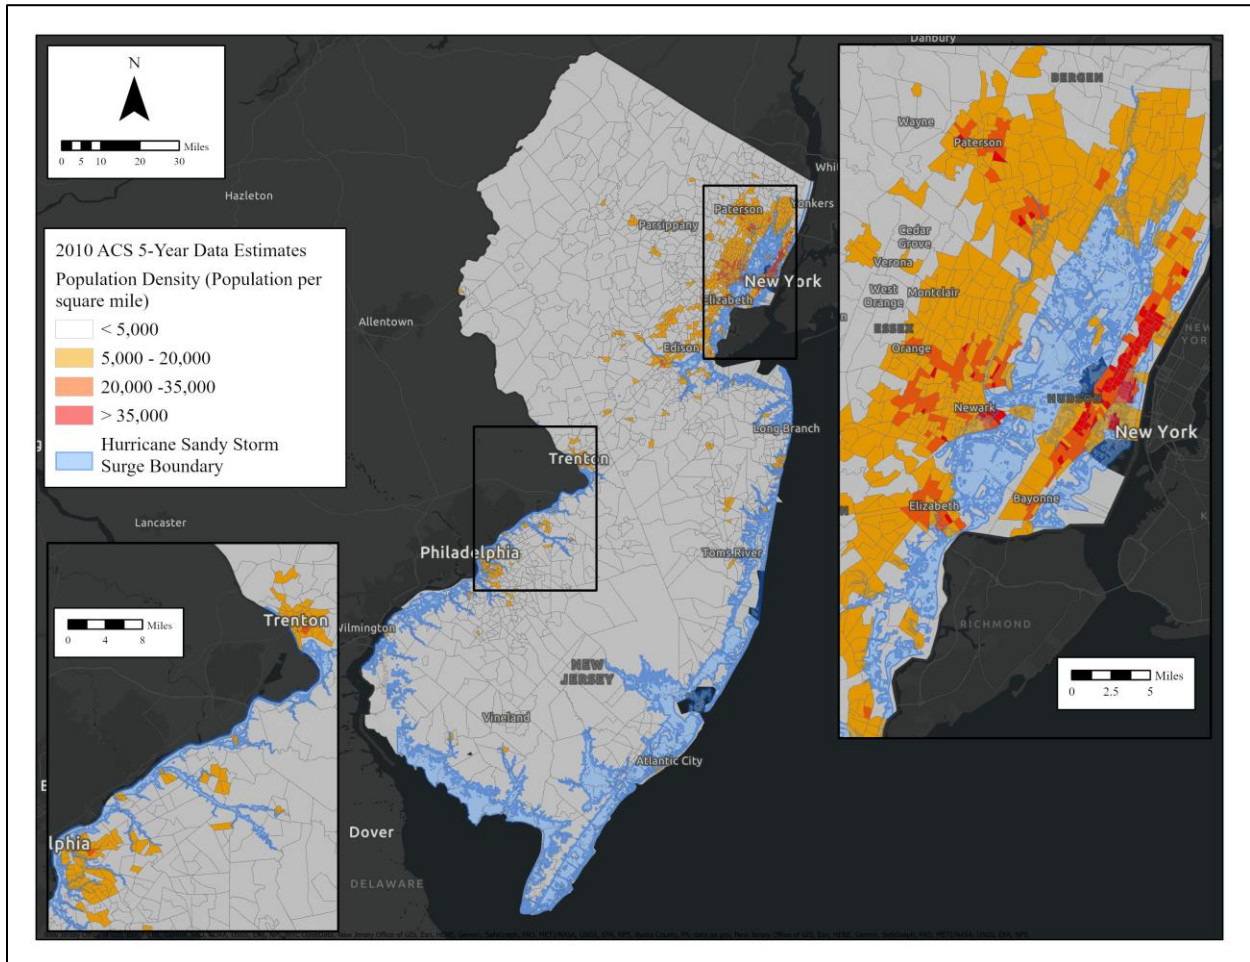 N
0 5 10 20 30 Miles
2010 ACS 5-Year Data Estimates
Population Density (Population per
square mile)
< 5,000
5,000 - 20,000
20,000 -35,000
> 35,000
Hurricane Sandy Storm
Surge Boundary
Danbury
Hazleton
Allentown
Lancaster
Parsippany
Paterson
Yonkers
New York
Elizabeth
Edison
Long Branch
Trenton
Philadelphia
Toms River
Wilmington
NEW
JERSEY
Vineland
Atlantic City
Dover
DELAWARE
Trenton
0 4 8 Miles
lphia
BERGEN
Wayne
Paterson
Cedar
Grove
Verona
West
Orange
Montclair
ESSEX
Orange
Newark
HUDSON
NEW
YORK
New York
Elizabeth
Bayonne
RICHMOND
0 2.5 5 Miles